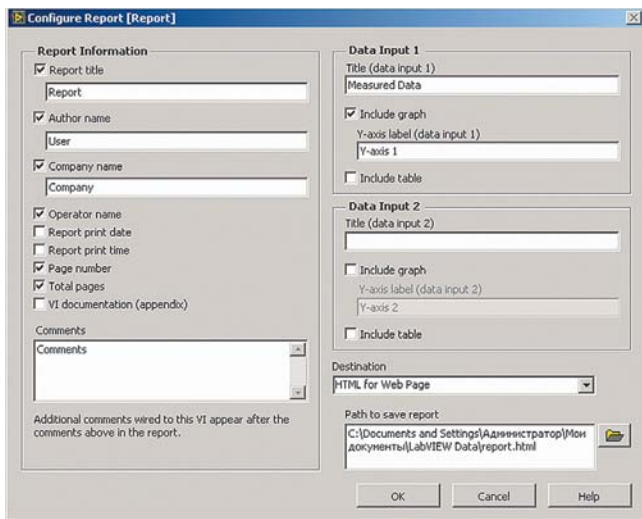 Configure Report [Report]
Report Information
Report title
Report
Author name
User
Company name
Company
Operator name
Report print date
Report print time
Page number
Total pages
VI documentation (appendix)
Comments
Comments
Additional comments wired to this VI appear after the
comments above in the report.
Data Input 1
Title (data input 1)
Measured Data
Include graph
Y-axis label (data input 1)
Y-axis 1
Include table
Data Input 2
Title (data input 2)
Include graph
Y-axis label (data input 2)
Y-axis 2
Include table
Destination
HTML for Web Page
Path to save report
C:\Documents and Settings\Администратор\Мои
документы\LabVIEW Data\report.html
OK
Cancel
Help